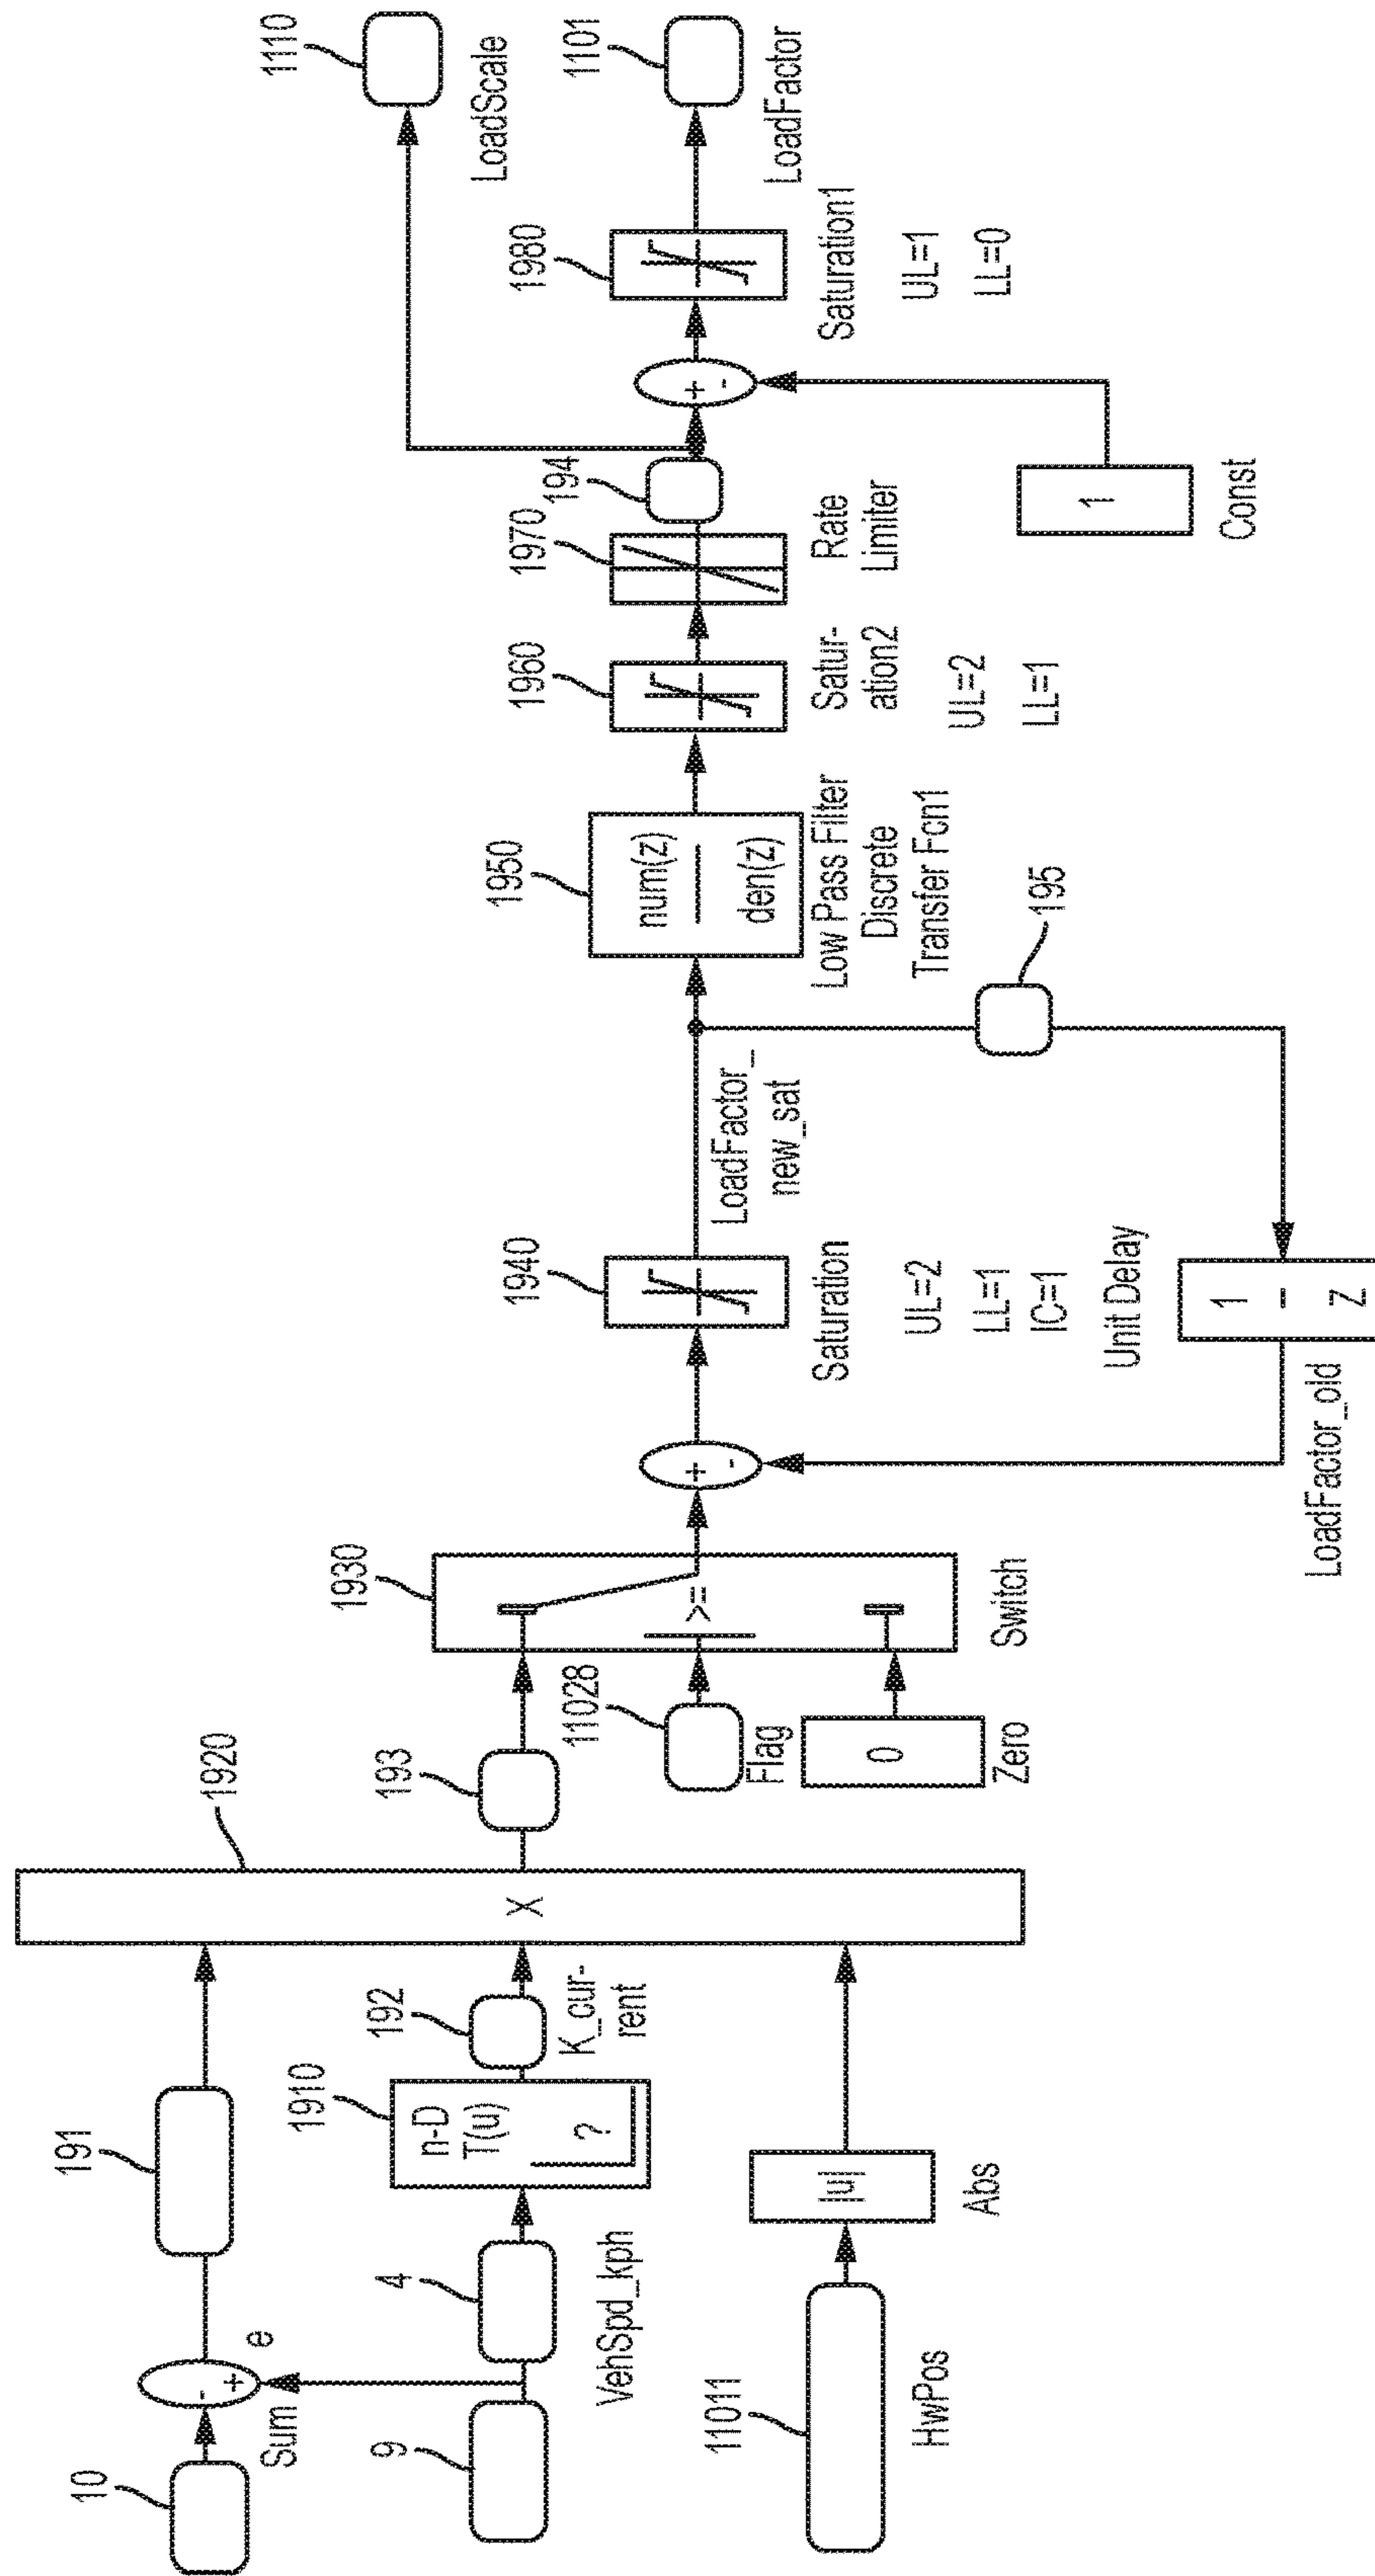 10
Sum
-
+
e
9
4
VehSpd_kph
11011
HwPos
191
1910
n-D
T(u)
?
|u|
Abs
192
K_cur-
rent
1920
X
193
11028
Flag
0
Zero
1930
>=
Switch
+
-
LoadFactor_old
1940
Saturation
UL=2
LL=1
IC=1
Unit Delay
1
Z
LoadFactor_
new_sat
195
1950
num(z)
den(z)
Low Pass Filter
Discrete
Transfer Fcn1
1960
Satur-
ation2
UL=2
LL=1
1970
Rate
Limiter
194
1
Const
+
-
1980
Saturation1
UL=1
LL=0
1110
LoadScale
1101
LoadFactor